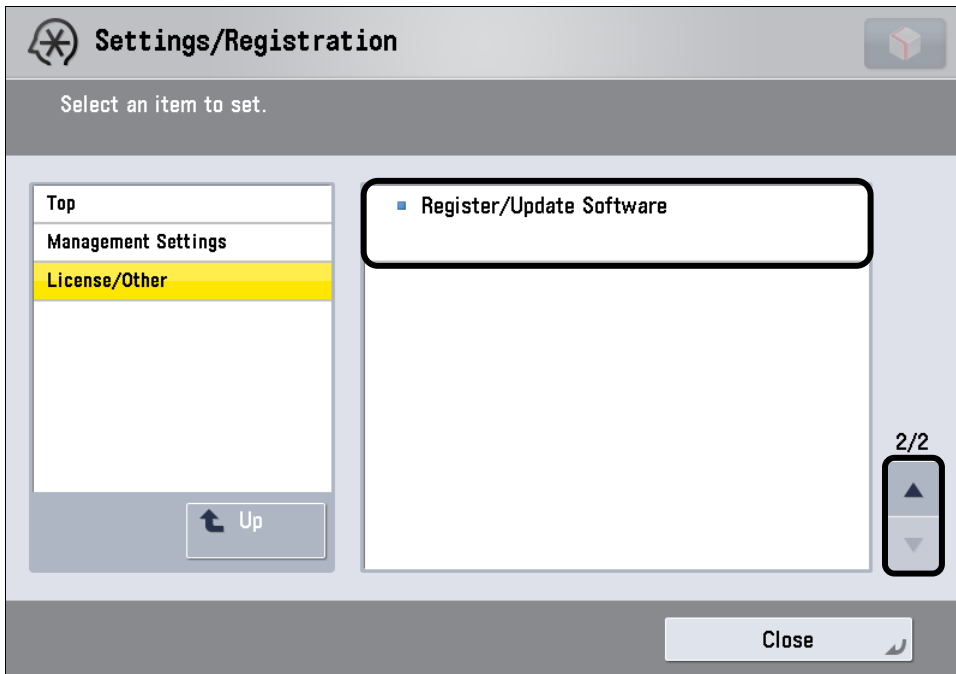 Settings/Registration
Select an item to set.
Top
Management Settings
License/Other
Up
Register/Update Software
2/2
Close